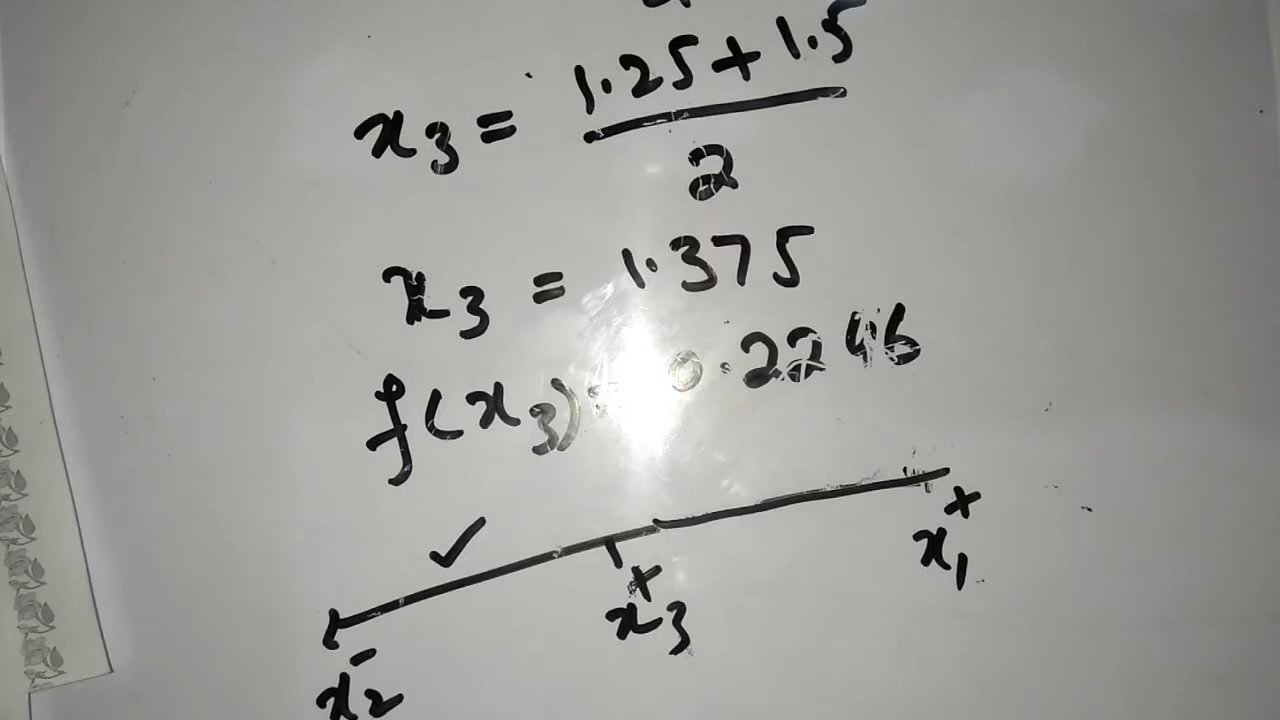 x₃ = 1.25 + 1.5 / 2
x₃ = 1.375
f(x₃) = 0.2246
✓
+ x₁
+ x₃
- x₂